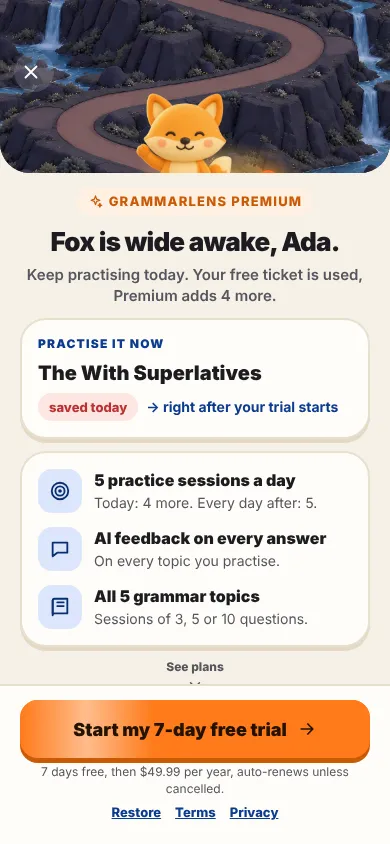 GRAMMARLENS PREMIUM
Fox is wide awake, Ada.
Keep practising today. Your free ticket is used,
Premium adds 4 more.
PRACTISE IT NOW
The With Superlatives
saved today → right after your trial starts
5 practice sessions a day
Today: 4 more. Every day after: 5.
AI feedback on every answer
On every topic you practise.
All 5 grammar topics
Sessions of 3, 5 or 10 questions.
See plans
Start my 7-day free trial →
7 days free, then $49.99 per year, auto-renews unless
cancelled.
Restore Terms Privacy